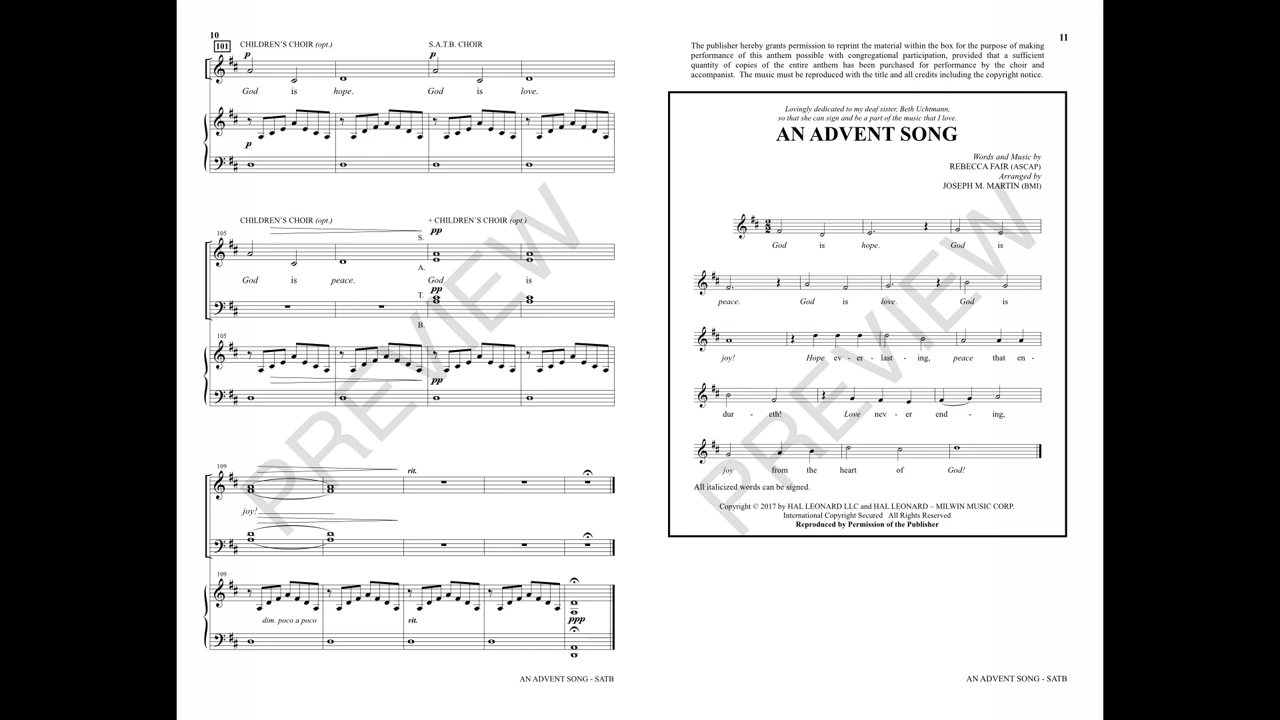 10
101 CHILDREN'S CHOIR (opt.) S.A.T.B. CHOIR
p p
God is hope. God is love.
p
CHILDREN'S CHOIR (opt.) + CHILDREN'S CHOIR (opt.)
105 S. pp
God is peace. A. God is
T. pp
B.
105
pp
109 rit.
joy!
109
dim. poco a poco rit. ppp
AN ADVENT SONG - SATB
11
The publisher hereby grants permission to reprint the material within the box for the purpose of making
performance of this anthem possible with congregational participation, provided that a sufficient
quantity of copies of the entire anthem has been purchased for performance by the choir and
accompanist. The music must be reproduced with the title and all credits including the copyright notice.
Lovingly dedicated to my deaf sister, Beth Uchtmann,
so that she can sign and be a part of the music that I love.
AN ADVENT SONG
Words and Music by
REBECCA FAIR (ASCAP)
Arranged by
JOSEPH M. MARTIN (BMI)
God is hope. God is
peace. God is love. God is
joy! Hope ev - er - last - ing, peace that en -
dur - eth! Love nev - er end - ing,
joy from the heart of God!
All italicized words can be signed.
Copyright © 2017 by HAL LEONARD LLC and HAL LEONARD – MILWIN MUSIC CORP.
International Copyright Secured All Rights Reserved
Reproduced by Permission of the Publisher
AN ADVENT SONG - SATB
PREVIEW
PREVIEW